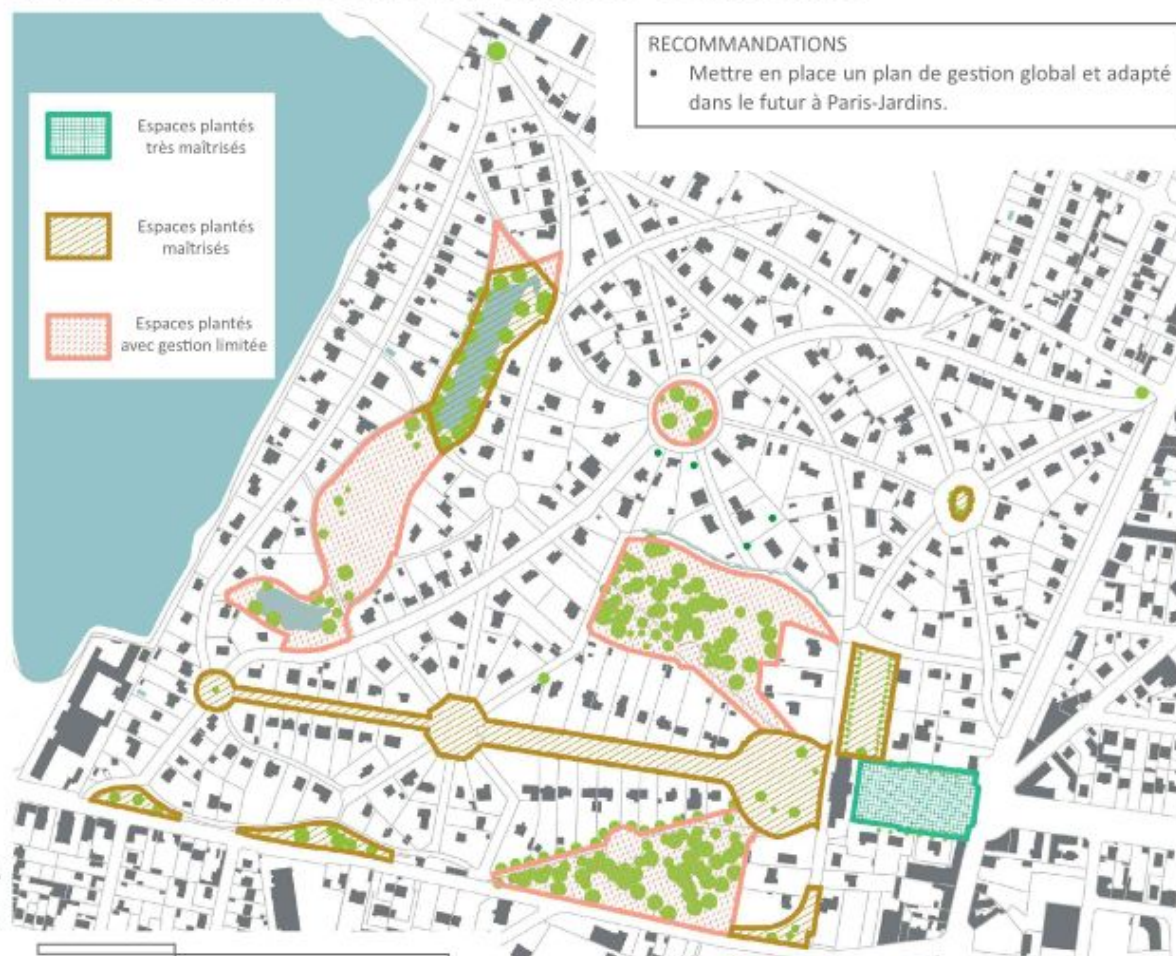 RECOMMANDATIONS
• Mettre en place un plan de gestion global et adapté
dans le futur à Paris-Jardins.
Espaces plantés
très maîtrisés
Espaces plantés
maîtrisés
Espaces plantés
avec gestion limitée